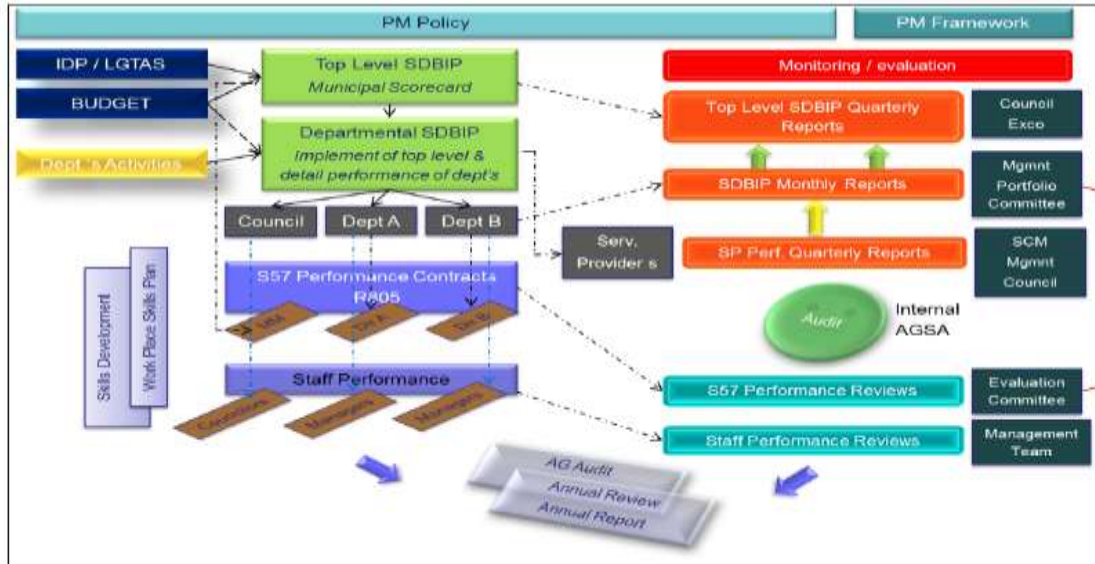 PM Policy
PM Framework
IDP / LGTAS
BUDGET
Dept.'s Activities
Top Level SDBIP
Municipal Scorecard
Departmental SDBIP
Implement of top level &
detail performance of dept's
Council
Dept A
Dept B
Serv.
Provider s
S57 Performance Contracts
R805
MM
Dir A
Dir B
Staff Performance
Managers
Managers
Skills Development
Work Place Skills Plan
Monitoring / evaluation
Top Level SDBIP Quarterly
Reports
Council
Exco
SDBIP Monthly Reports
Mgmnt
Portfolio
Committee
SP Perf. Quarterly Reports
SCM
Mgmnt
Council
Audit
Internal
AGSA
S57 Performance Reviews
Evaluation
Committee
Staff Performance Reviews
Management
Team
AG Audit
Annual Review
Annual Report